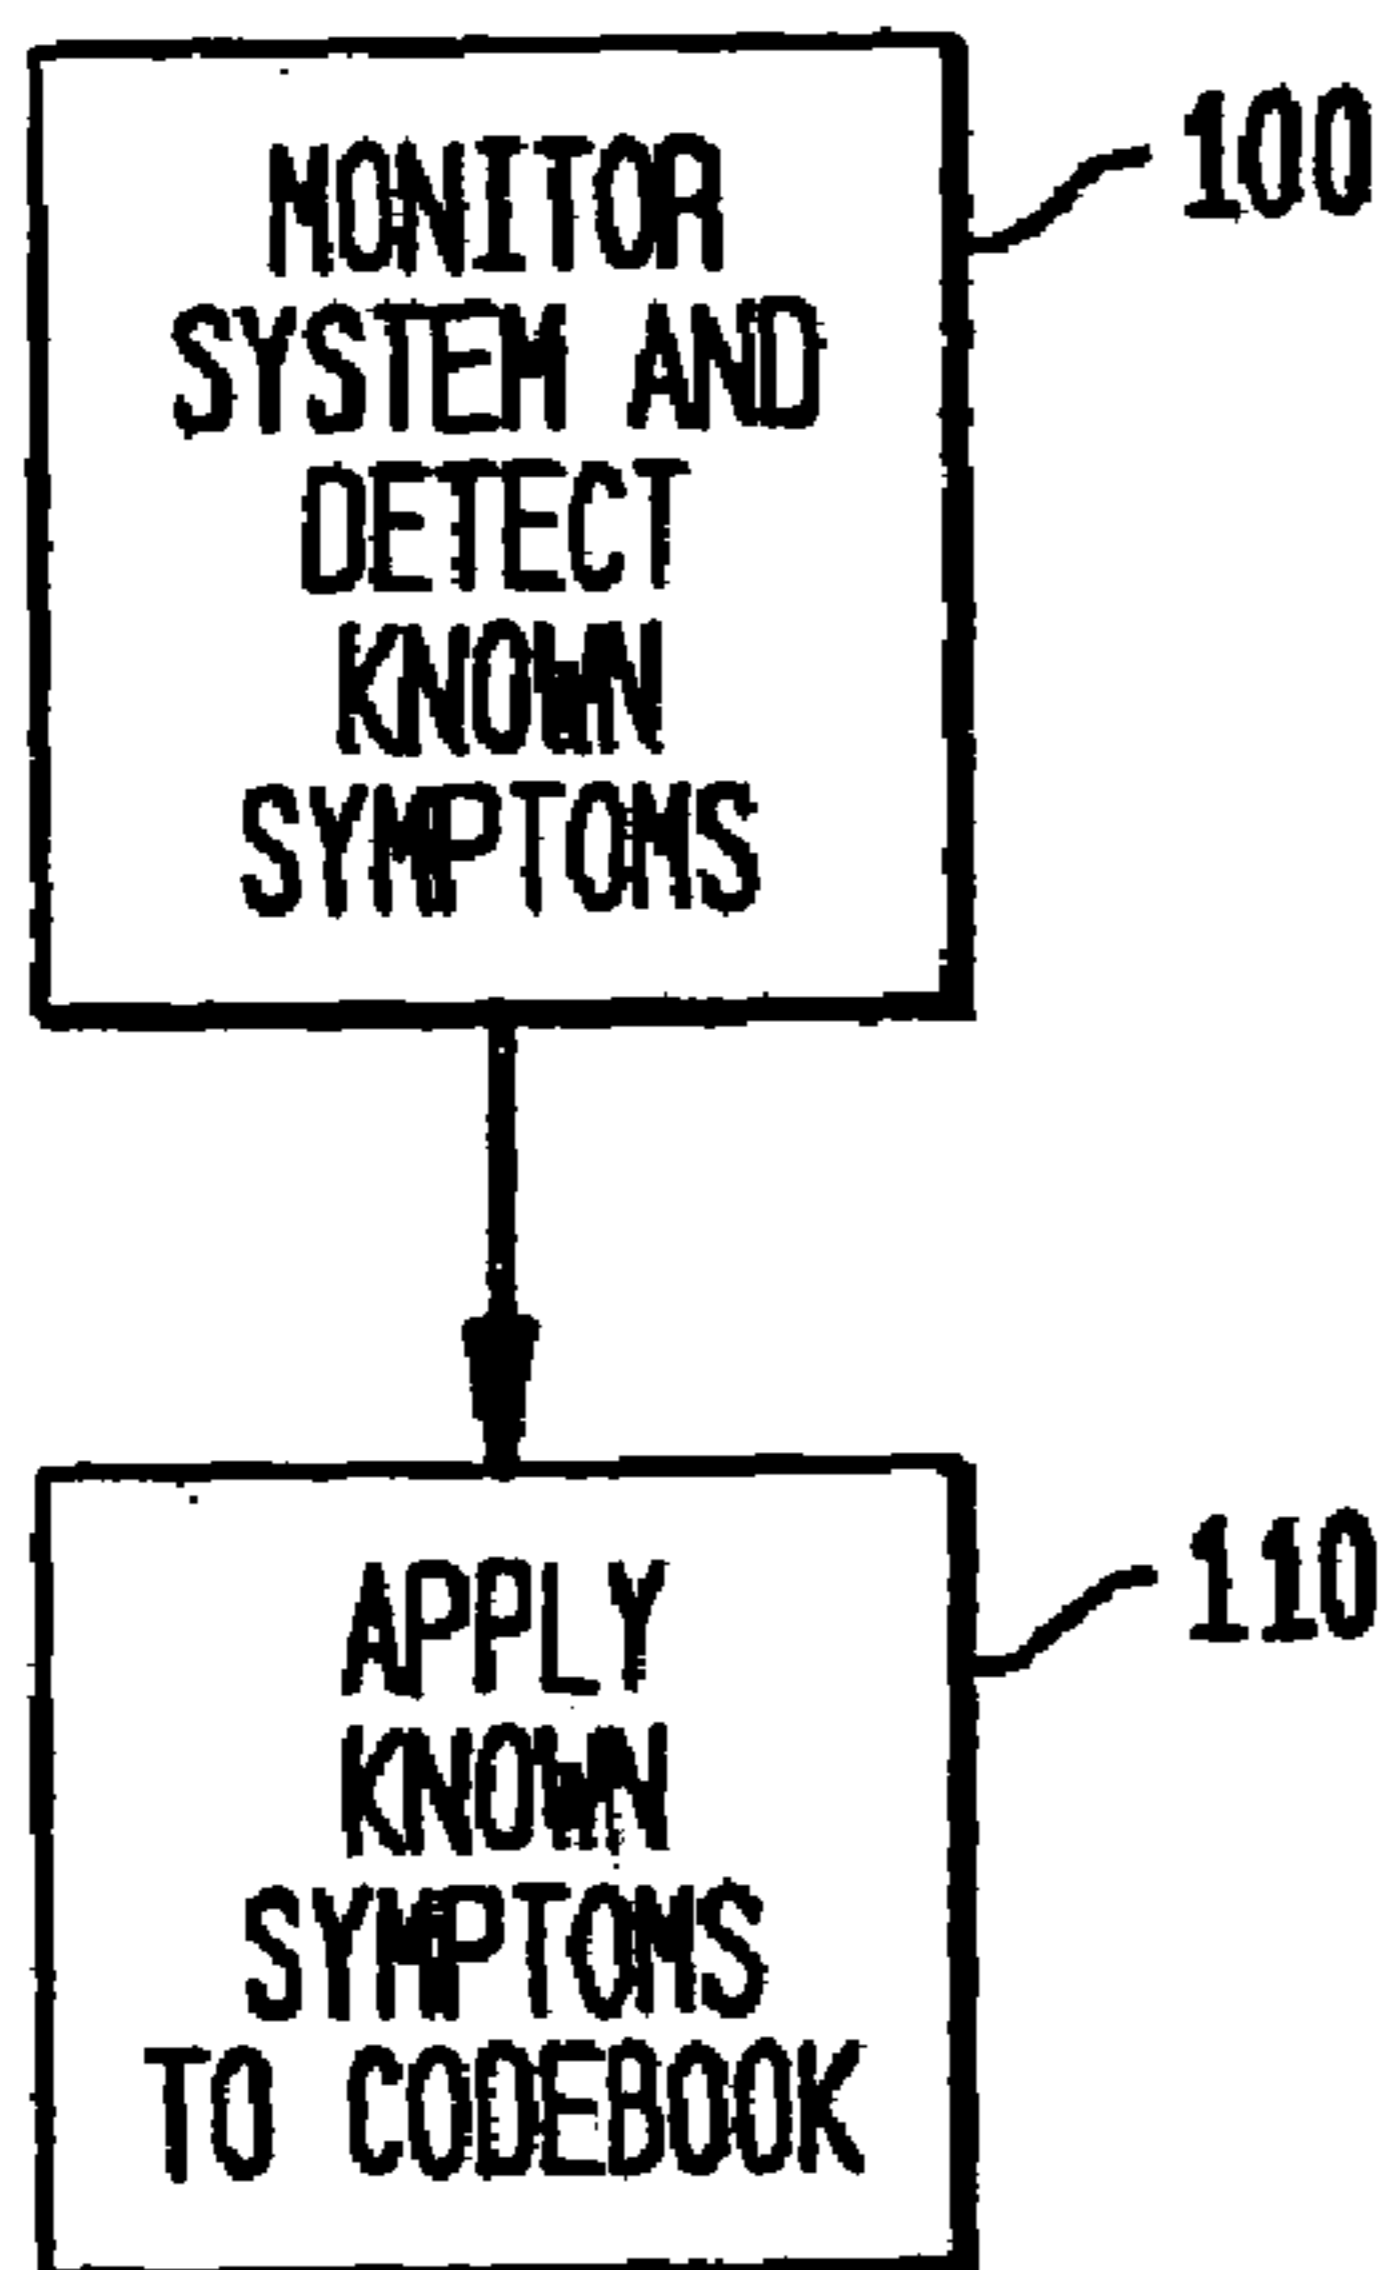 MONITOR
SYSTEM AND
DETECT
KNOWN
SYMPTOMS
100
APPLY
KNOWN
SYMPTOMS
TO CODEBOOK
110